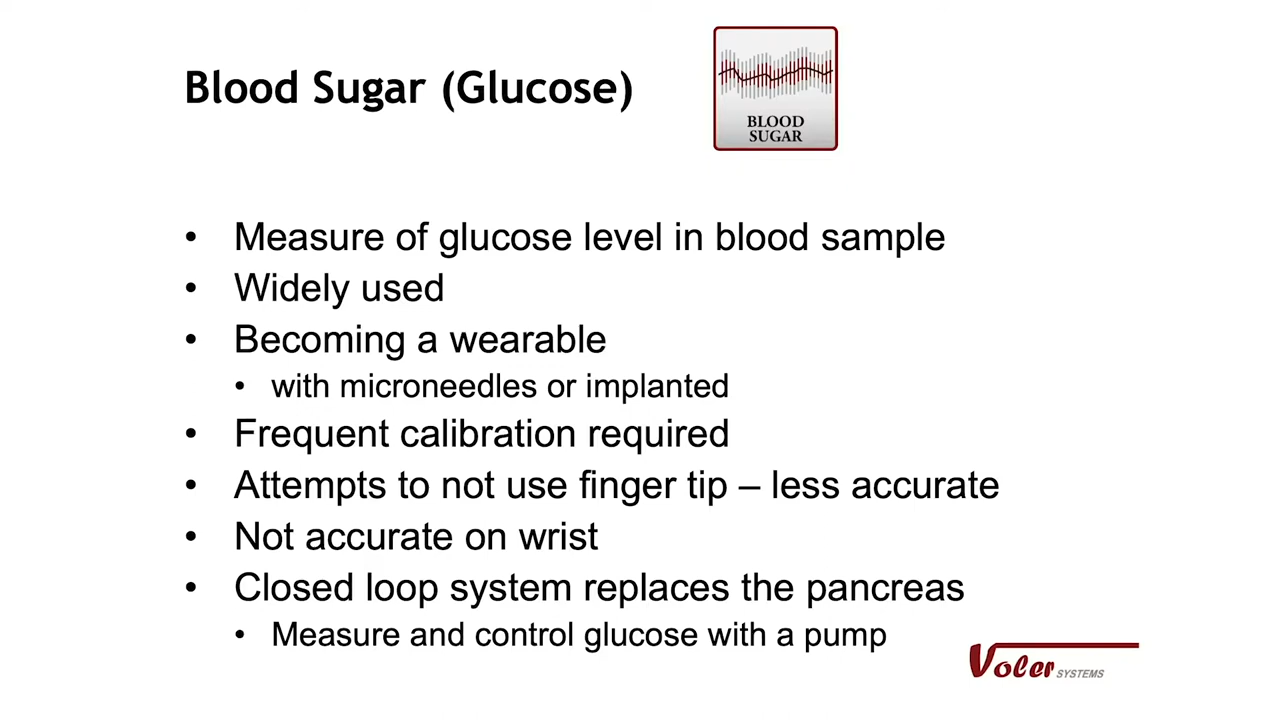 Blood Sugar (Glucose)
BLOOD
SUGAR
• Measure of glucose level in blood sample
• Widely used
• Becoming a wearable
• with microneedles or implanted
• Frequent calibration required
• Attempts to not use finger tip – less accurate
• Not accurate on wrist
• Closed loop system replaces the pancreas
• Measure and control glucose with a pump
Voler SYSTEMS